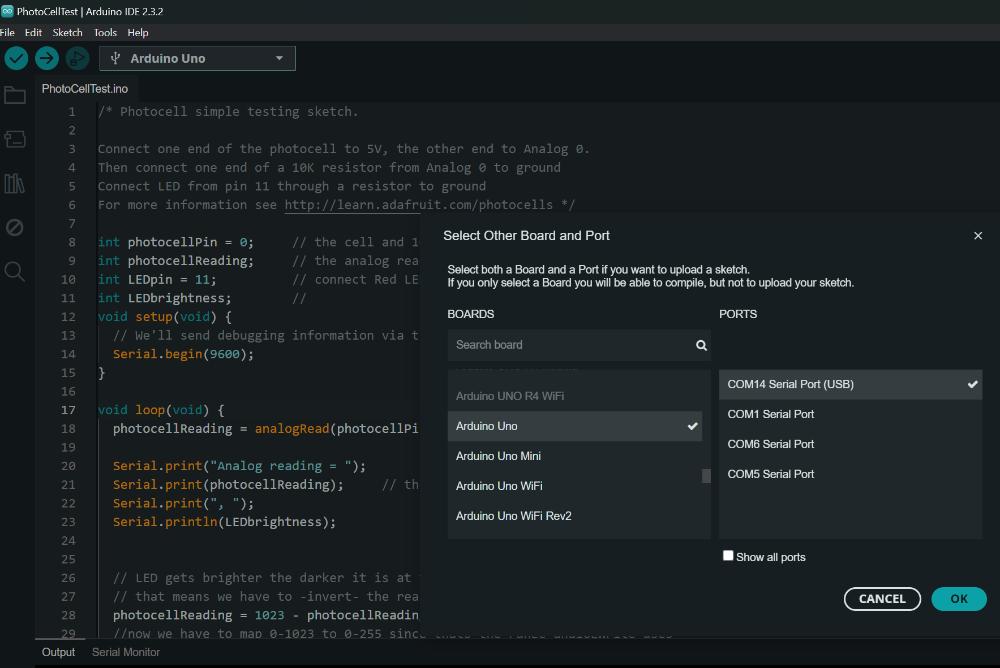 PhotoCellTest | Arduino IDE 2.3.2
File Edit Sketch Tools Help
Arduino Uno
PhotoCellTest.ino
1 /* Photocell simple testing sketch.
2
3 Connect one end of the photocell to 5V, the other end to Analog 0.
4 Then connect one end of a 10K resistor from Analog 0 to ground
5 Connect LED from pin 11 through a resistor to ground
6 For more information see http://learn.adafruit.com/photocells */
7
8 int photocellPin = 0; // the cell and 1
9 int photocellReading; // the analog rea
10 int LEDpin = 11; // connect Red LE
11 int LEDbrightness; //
12 void setup(void) {
13 // We'll send debugging information via t
14 Serial.begin(9600);
15 }
16
17 void loop(void) {
18 photocellReading = analogRead(photocellPi
19
20 Serial.print("Analog reading = ");
21 Serial.print(photocellReading); // th
22 Serial.print(", ");
23 Serial.println(LEDbrightness);
24
25
26 // LED gets brighter the darker it is at
27 // that means we have to -invert- the rea
28 photocellReading = 1023 - photocellReadin
29 //now we have to map 0-1023 to 0-255 since thats the range analogWrite uses
Output Serial Monitor
Select Other Board and Port
Select both a Board and a Port if you want to upload a sketch.
If you only select a Board you will be able to compile, but not to upload your sketch.
BOARDS
Search board
Arduino UNO R4 WiFi
Arduino Uno
Arduino Uno Mini
Arduino Uno WiFi
Arduino Uno WiFi Rev2
PORTS
COM14 Serial Port (USB)
COM1 Serial Port
COM6 Serial Port
COM5 Serial Port
Show all ports
CANCEL OK